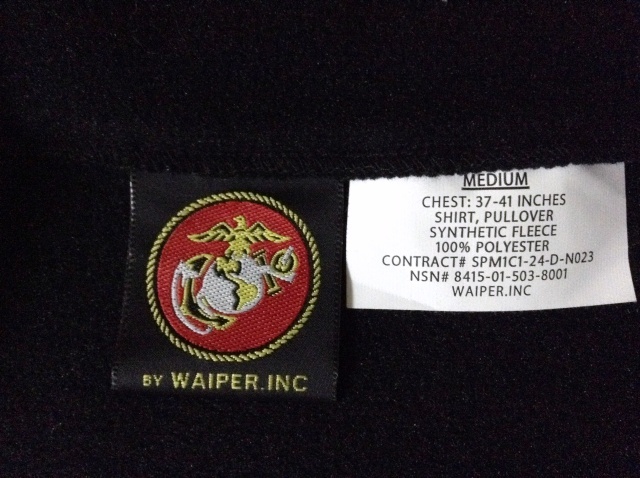 BY WAIPER.INC
MEDIUM
CHEST: 37-41 INCHES
SHIRT, PULLOVER
SYNTHETIC FLEECE
100% POLYESTER
CONTRACT# SPM1C1-24-D-N023
NSN# 8415-01-503-8001
WAIPER.INC